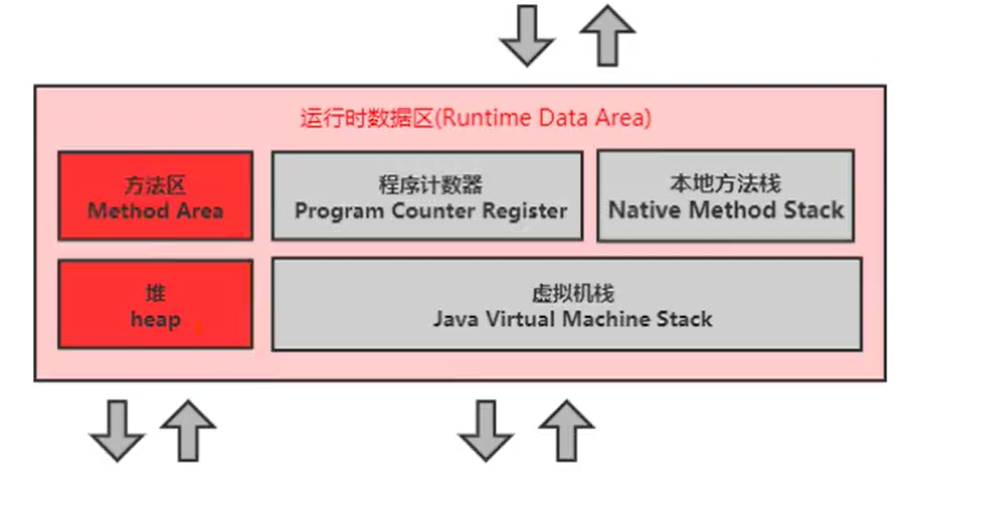 运行时数据区(Runtime Data Area)
方法区
Method Area
程序计数器
Program Counter Register
本地方法栈
Native Method Stack
堆
heap
虚拟机栈
Java Virtual Machine Stack